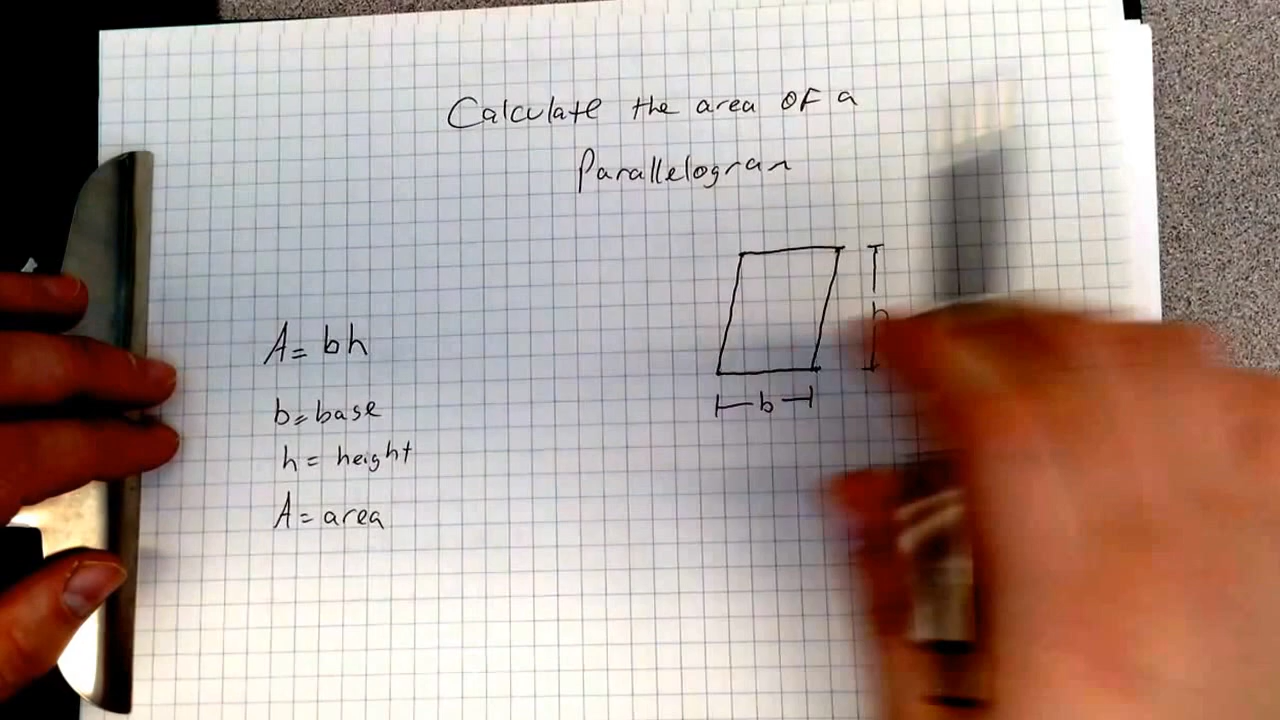 Calculate the area OF a
Parallelogram
h
A = bh
b
b = base
h = height
A = area